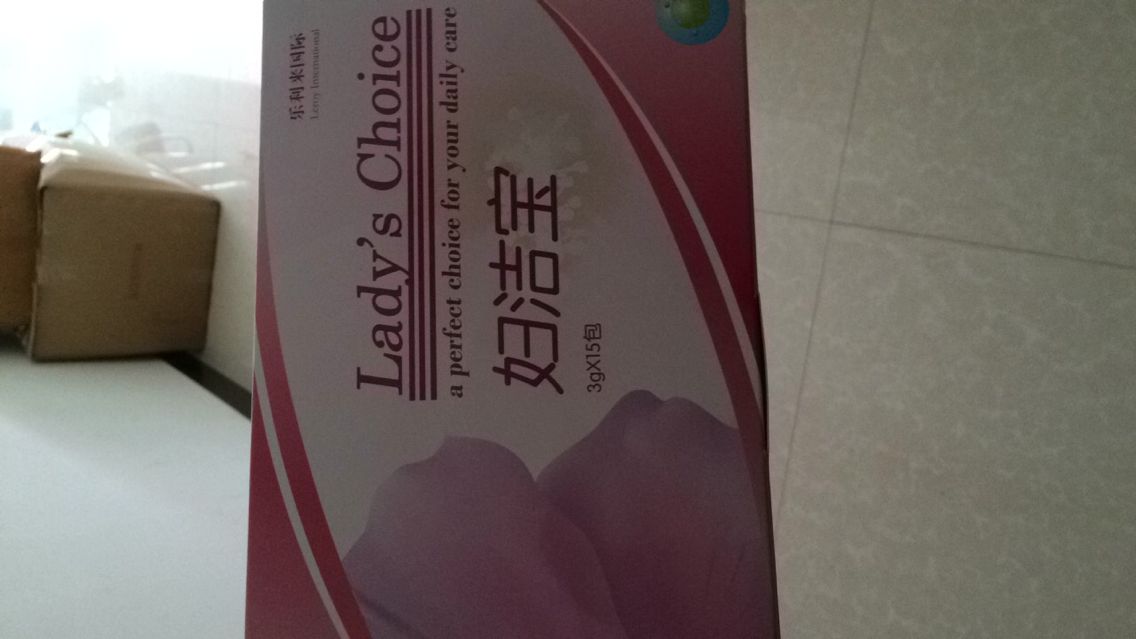 乐利来国际
Leroy International
Lady's Choice
a perfect choice for your daily care
妇洁宝
3gX15包